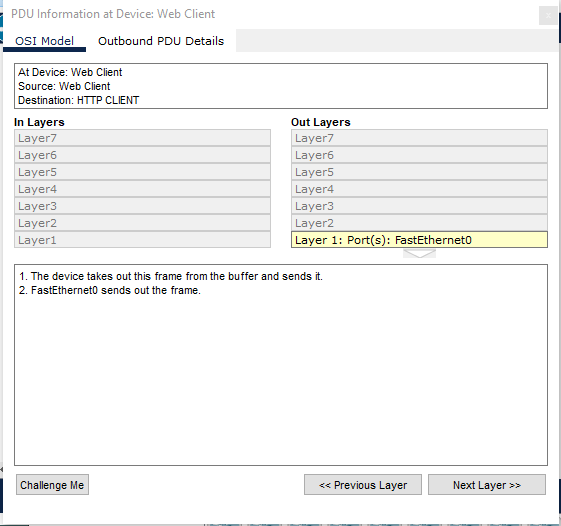 PDU Information at Device: Web Client
OSI Model Outbound PDU Details
At Device: Web Client
Source: Web Client
Destination: HTTP CLIENT
In Layers Out Layers
Layer7 Layer7
Layer6 Layer6
Layer5 Layer5
Layer4 Layer4
Layer3 Layer3
Layer2 Layer2
Layer1 Layer 1: Port(s): FastEthernet0
1. The device takes out this frame from the buffer and sends it.
2. FastEthernet0 sends out the frame.
Challenge Me << Previous Layer Next Layer >>